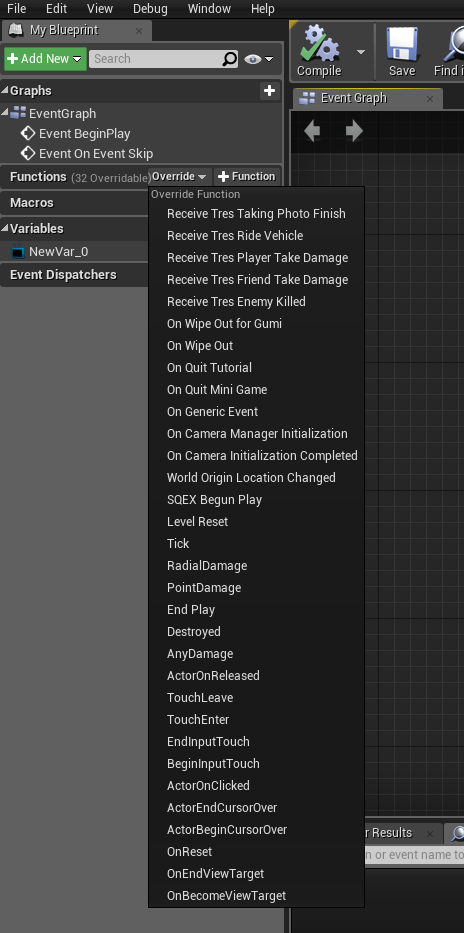 File Edit View Debug Window Help
My Blueprint
Add New Search Compile Save Find i
Graphs
Event Graph
EventGraph
Event BeginPlay
Event On Event Skip
Functions (32 Overridable) Override Function
Override Function
Macros
Receive Tres Taking Photo Finish
Variables
Receive Tres Ride Vehicle
NewVar_0
Receive Tres Player Take Damage
Event Dispatchers
Receive Tres Friend Take Damage
Receive Tres Enemy Killed
On Wipe Out for Gumi
On Wipe Out
On Quit Tutorial
On Quit Mini Game
On Generic Event
On Camera Manager Initialization
On Camera Initialization Completed
World Origin Location Changed
SQEX Begun Play
Level Reset
Tick
RadialDamage
PointDamage
End Play
Destroyed
AnyDamage
ActorOnReleased
TouchLeave
TouchEnter
EndInputTouch
BeginInputTouch
ActorOnClicked
ActorEndCursorOver
ActorBeginCursorOver
r Results
OnReset
n or event name to
OnEndViewTarget
OnBecomeViewTarget